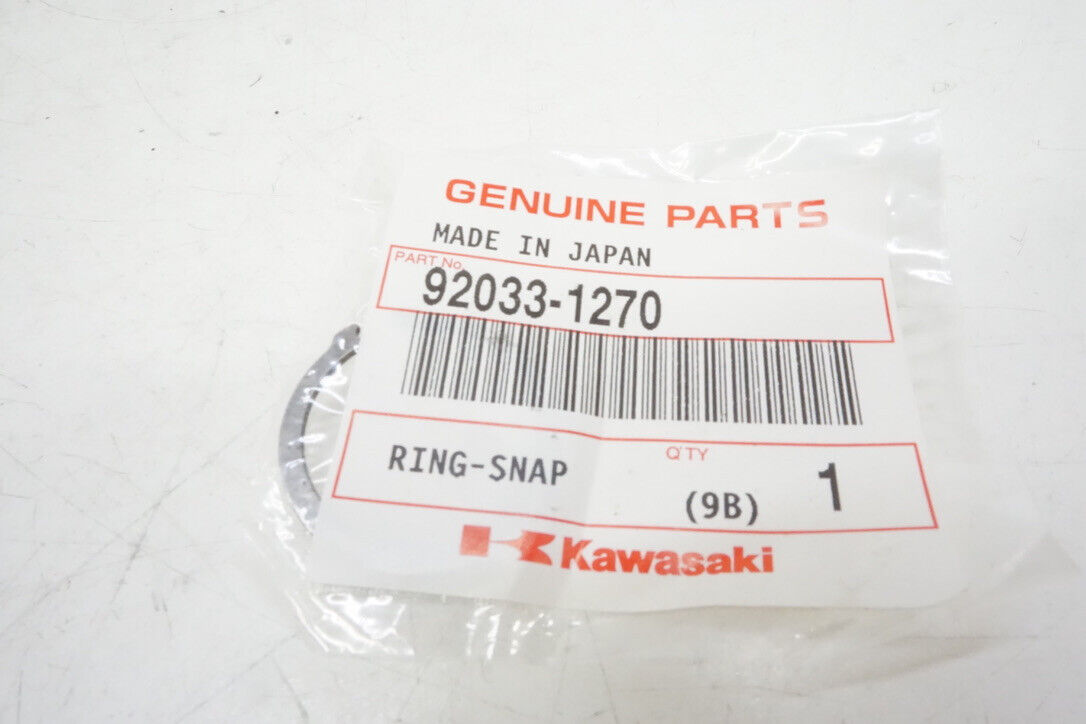 GENUINE PARTS
MADE IN JAPAN
PART No.
92033-1270
RING-SNAP
Q'TY
(9B) 1
Kawasaki